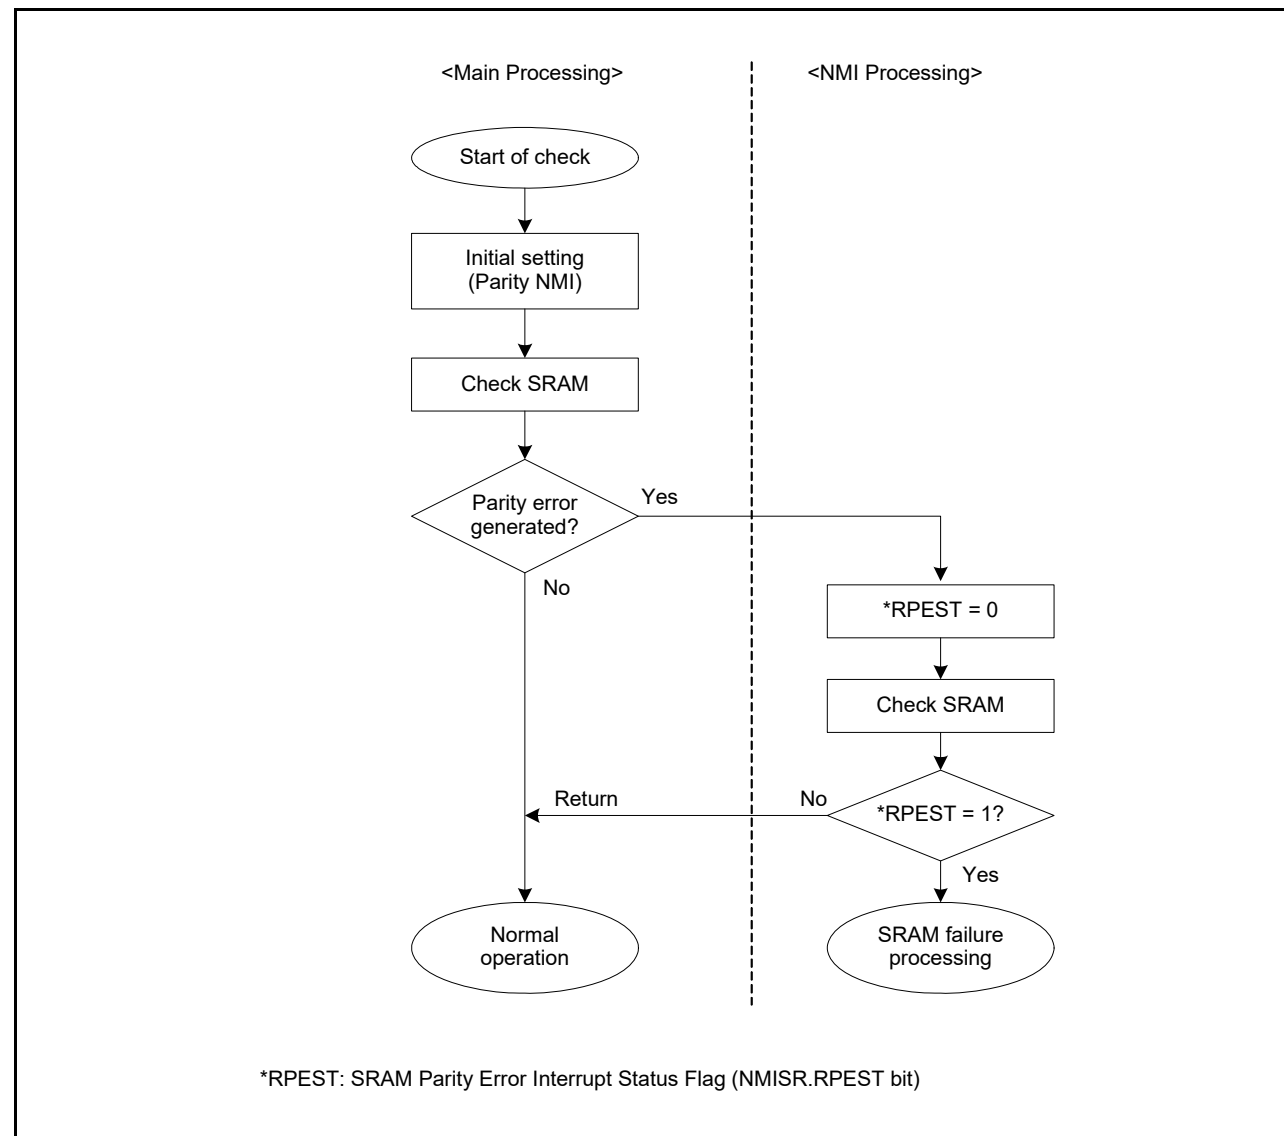 <Main Processing>
<NMI Processing>
Start of check
Initial setting
(Parity NMI)
Check SRAM
Parity error
generated?
Yes
No
*RPEST = 0
Check SRAM
*RPEST = 1?
No
Return
Yes
Normal
operation
SRAM failure
processing
*RPEST: SRAM Parity Error Interrupt Status Flag (NMISR.RPEST bit)